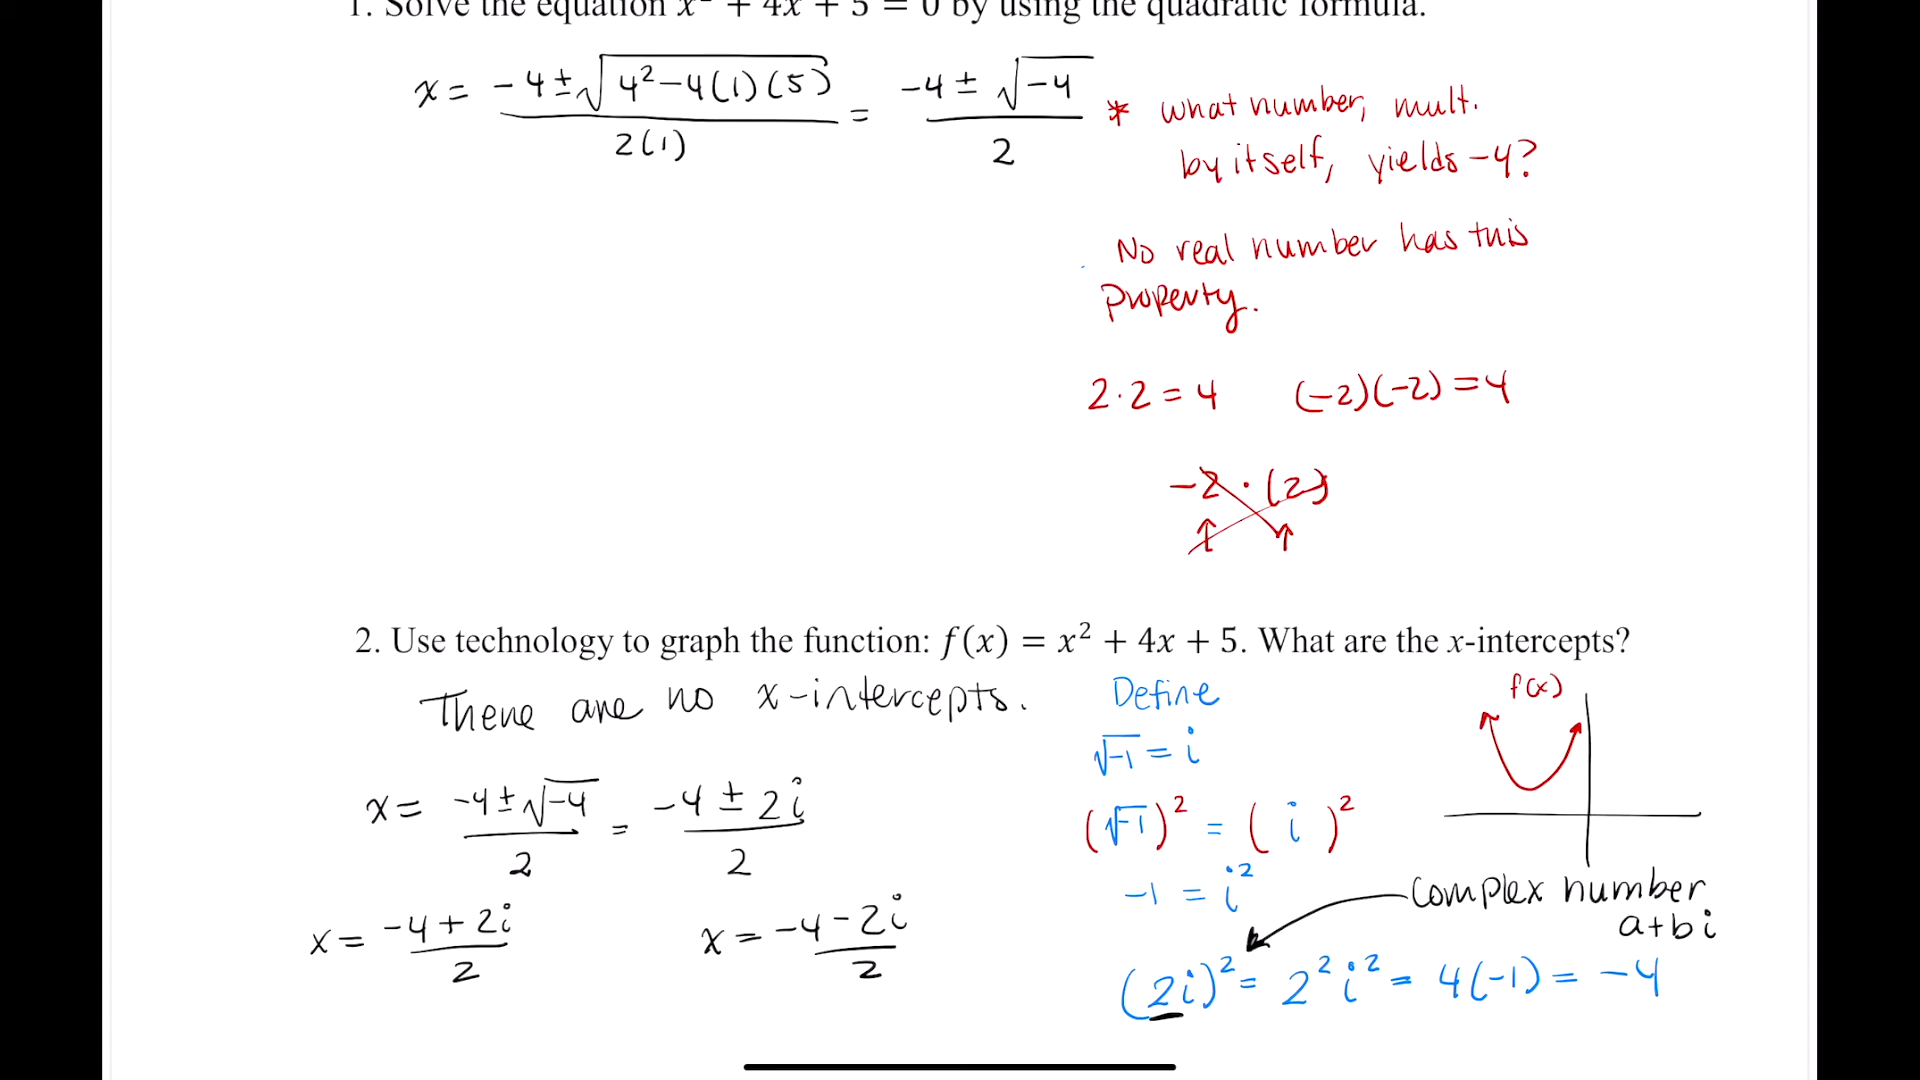 1. Solve the equation x² + 4x + 5 = 0 by using the quadratic formula.
x = (-4 ± √(4² - 4(1)(5))) / 2(1) = (-4 ± √-4) / 2
* what number, mult.
by itself, yields -4?
No real number has this
property.
2·2 = 4 (-2)(-2) = 4
-2 · (2)
2. Use technology to graph the function: f(x) = x² + 4x + 5. What are the x-intercepts?
There are no x-intercepts.
x = (-4 ± √-4) / 2 = (-4 ± 2i) / 2
x = (-4 + 2i) / 2 x = (-4 - 2i) / 2
Define
√-1 = i
(√-1)² = ( i )²
-1 = i²
f(x)
Complex number
a+bi
(2i)² = 2² i² = 4(-1) = -4